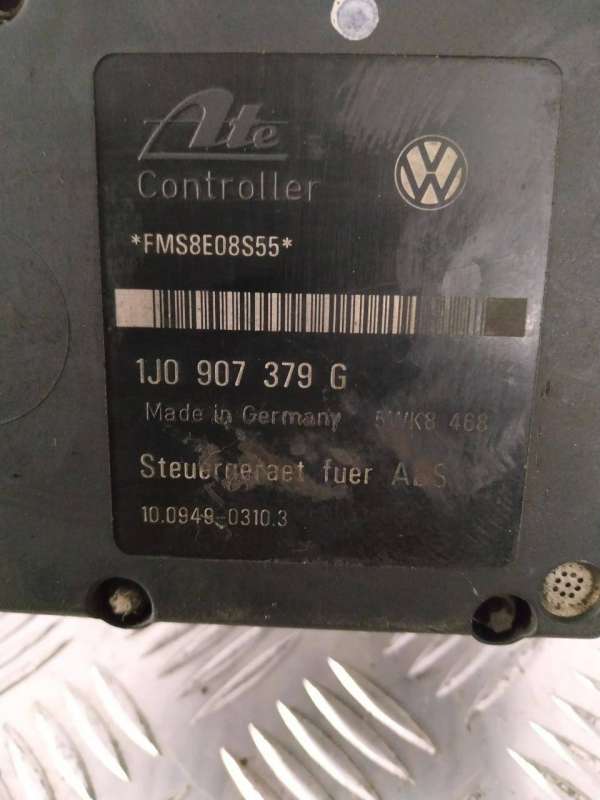 Ate
Controller
*FMS8E08S55*
1J0 907 379 G
Made in Germany 5WK8 468
Steuergeraet fuer ABS
10.0949-0310.3